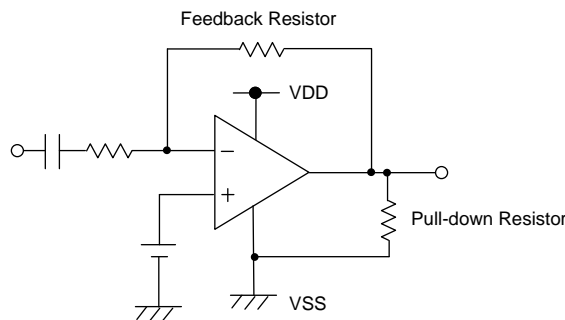 Feedback Resistor
VDD
−
+
Pull-down Resistor
VSS